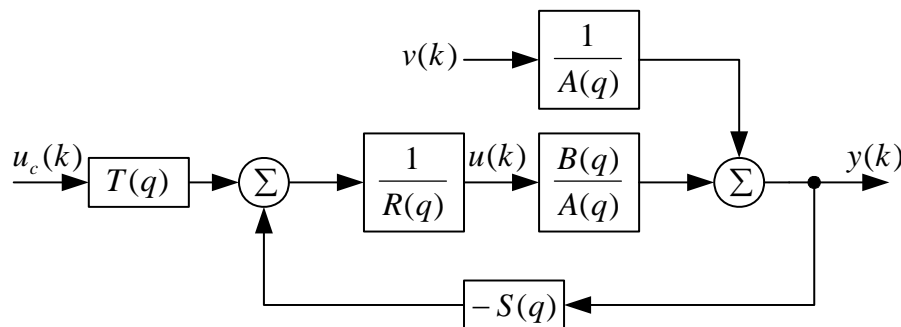 1
v(k)
A(q)
u_c(k)
T(q)
Σ
1
R(q)
u(k)
B(q)
A(q)
Σ
y(k)
−S(q)